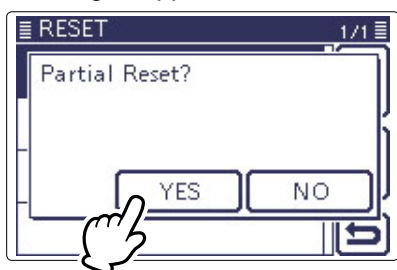 RESET 1/1
Partial Reset?
YES NO